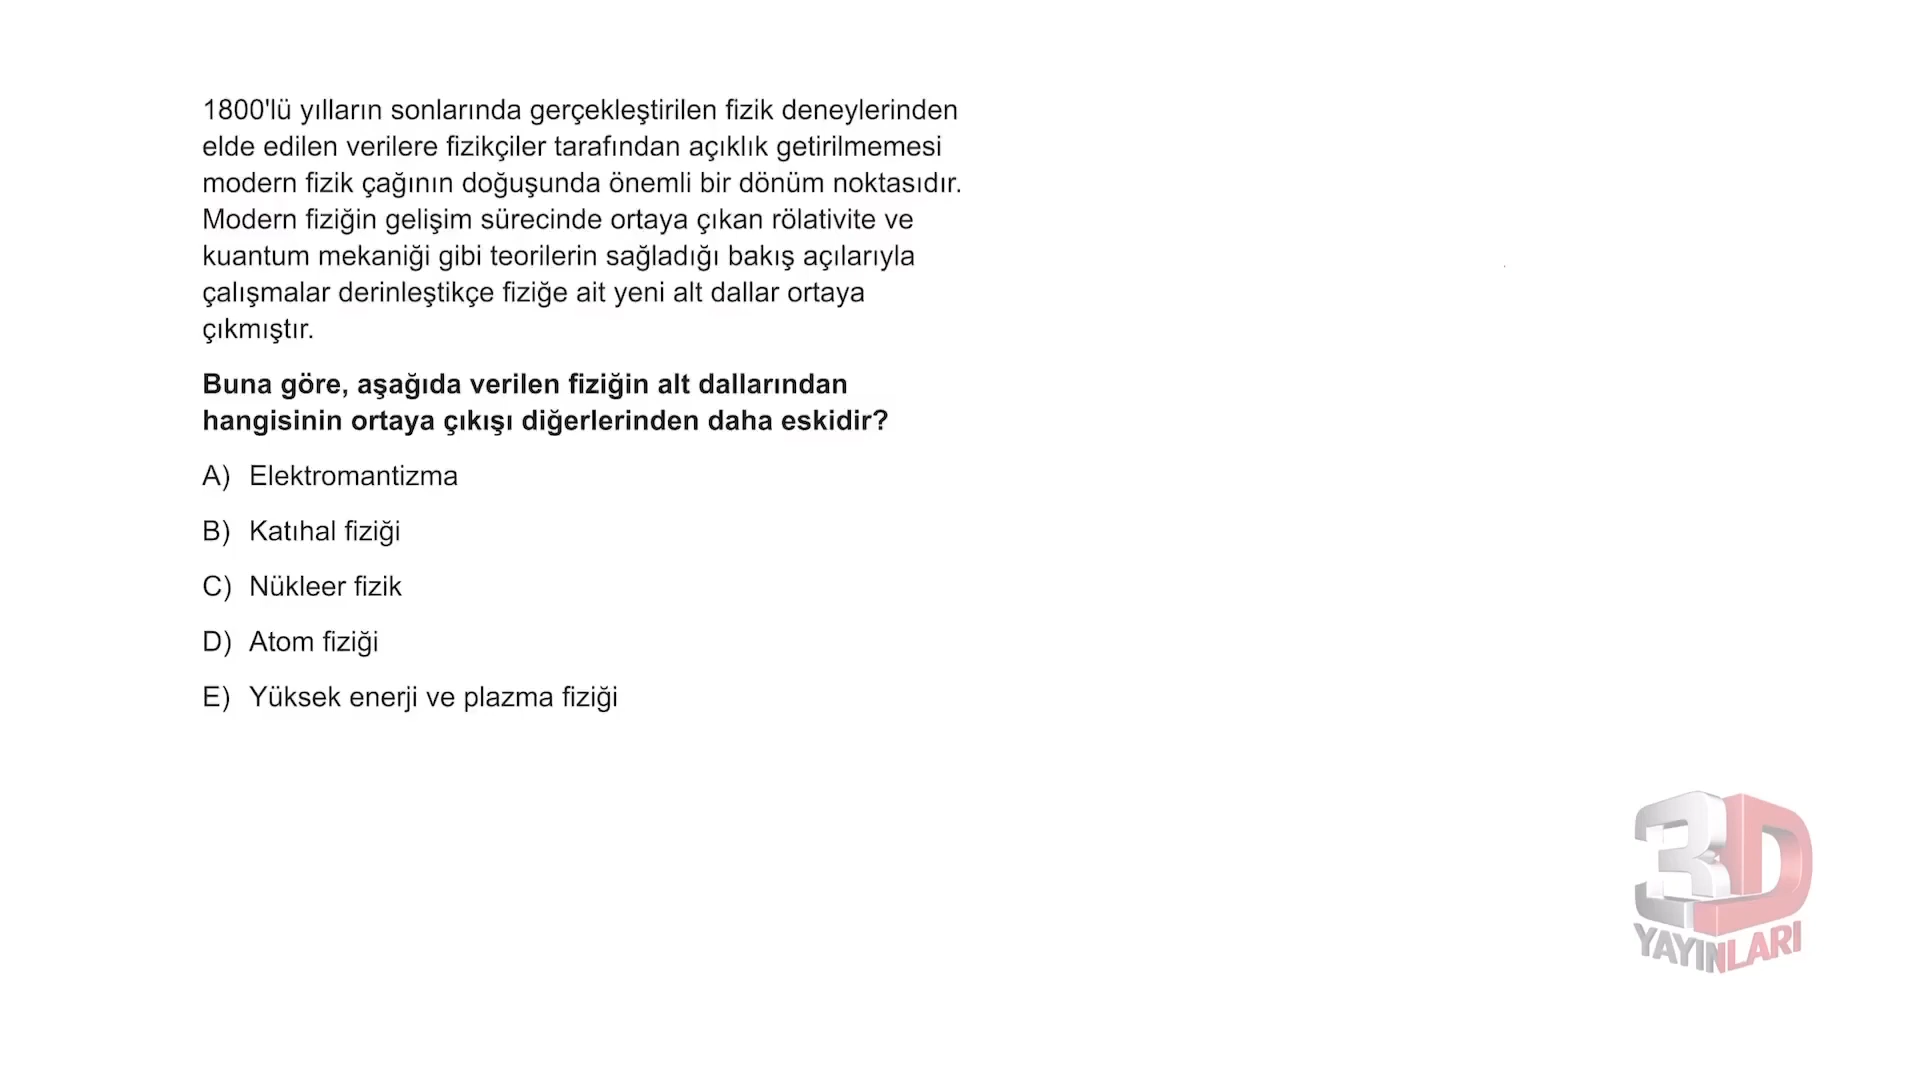 1800'lü yılların sonlarında gerçekleştirilen fizik deneylerinden
elde edilen verilere fizikçiler tarafından açıklık getirilmemesi
modern fizik çağının doğuşunda önemli bir dönüm noktasıdır.
Modern fiziğin gelişim sürecinde ortaya çıkan rölativite ve
kuantum mekaniği gibi teorilerin sağladığı bakış açılarıyla
çalışmalar derinleştikçe fiziğe ait yeni alt dallar ortaya
çıkmıştır.
Buna göre, aşağıda verilen fiziğin alt dallarından
hangisinin ortaya çıkışı diğerlerinden daha eskidir?
A) Elektromantizma
B) Katıhal fiziği
C) Nükleer fizik
D) Atom fiziği
E) Yüksek enerji ve plazma fiziği
3D
YAYINLARI